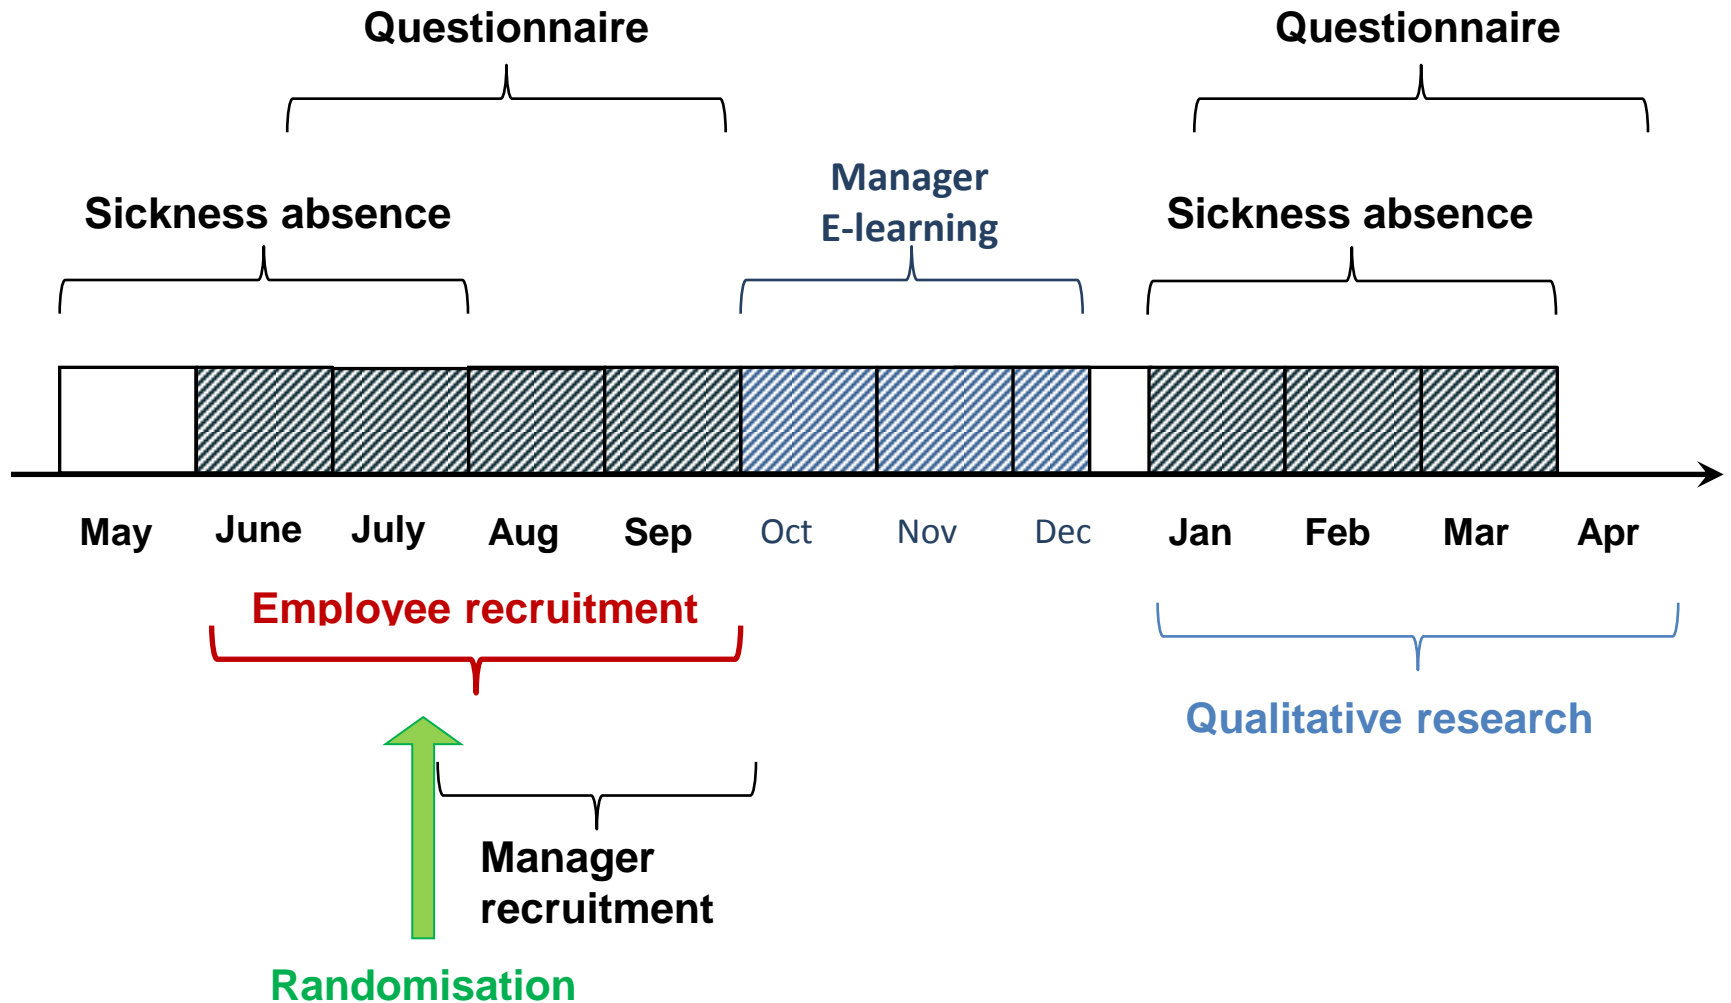 Questionnaire
Questionnaire
Manager
E-learning
Sickness absence
Sickness absence
May June July Aug Sep Oct Nov Dec Jan Feb Mar Apr
Employee recruitment
Qualitative research
Manager
recruitment
Randomisation